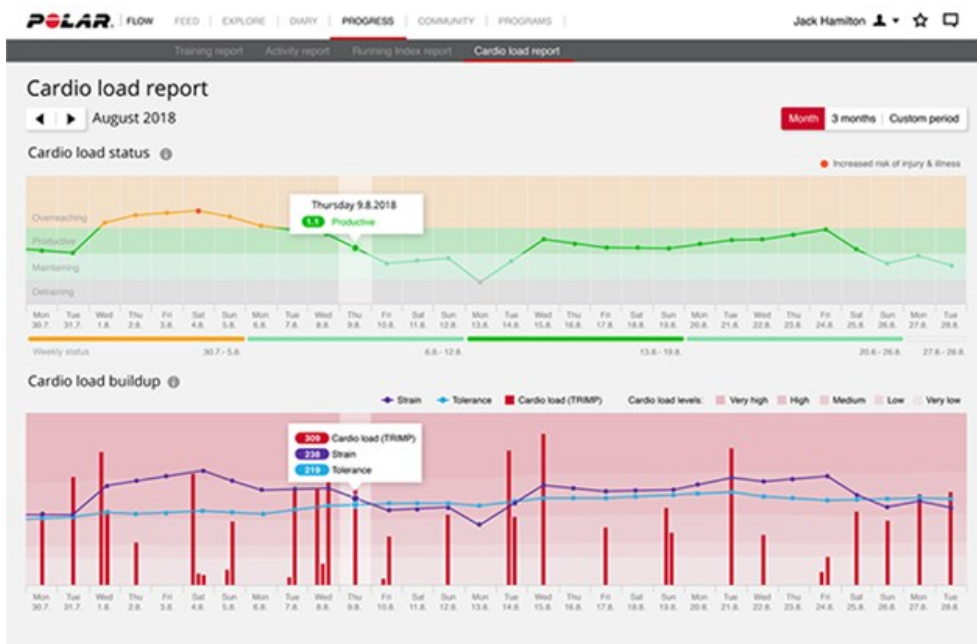 POLAR. FLOW FEED EXPLORE DIARY PROGRESS COMMUNITY PROGRAMS Jack Hamilton
Training report Activity report Running Index report Cardio load report
Cardio load report
August 2018 Month 3 months Custom period
Cardio load status
Increased risk of injury & illness
Thursday 9.8.2018
1.1 Productive
Overreaching
Productive
Maintaining
Detraining
Mon Tue Wed Thu Fri Sat Sun Mon Tue Wed Thu Fri Sat Sun Mon Tue Wed Thu Fri Sat Sun Mon Tue Wed Thu Fri Sat Sun Mon Tue
30.7. 31.7. 1.8. 2.8. 3.8. 4.8. 5.8. 6.8. 7.8. 8.8. 9.8. 10.8. 11.8. 12.8. 13.8. 14.8. 15.8. 16.8. 17.8. 18.8. 19.8. 20.8. 21.8. 22.8. 23.8. 24.8. 25.8. 26.8. 27.8. 28.8.
Weekly status 30.7.- 5.8. 6.8.- 12.8. 13.8.- 19.8. 20.8.- 26.8. 27.8.- 28.8.
Cardio load buildup
Strain Tolerance Cardio load (TRIMP) Cardio load levels: Very high High Medium Low Very low
309 Cardio load (TRIMP)
238 Strain
219 Tolerance
Mon Tue Wed Thu Fri Sat Sun Mon Tue Wed Thu Fri Sat Sun Mon Tue Wed Thu Fri Sat Sun Mon Tue Wed Thu Fri Sat Sun Mon Tue
30.7. 31.7. 1.8. 2.8. 3.8. 4.8. 5.8. 6.8. 7.8. 8.8. 9.8. 10.8. 11.8. 12.8. 13.8. 14.8. 15.8. 16.8. 17.8. 18.8. 19.8. 20.8. 21.8. 22.8. 23.8. 24.8. 25.8. 26.8. 27.8. 28.8.